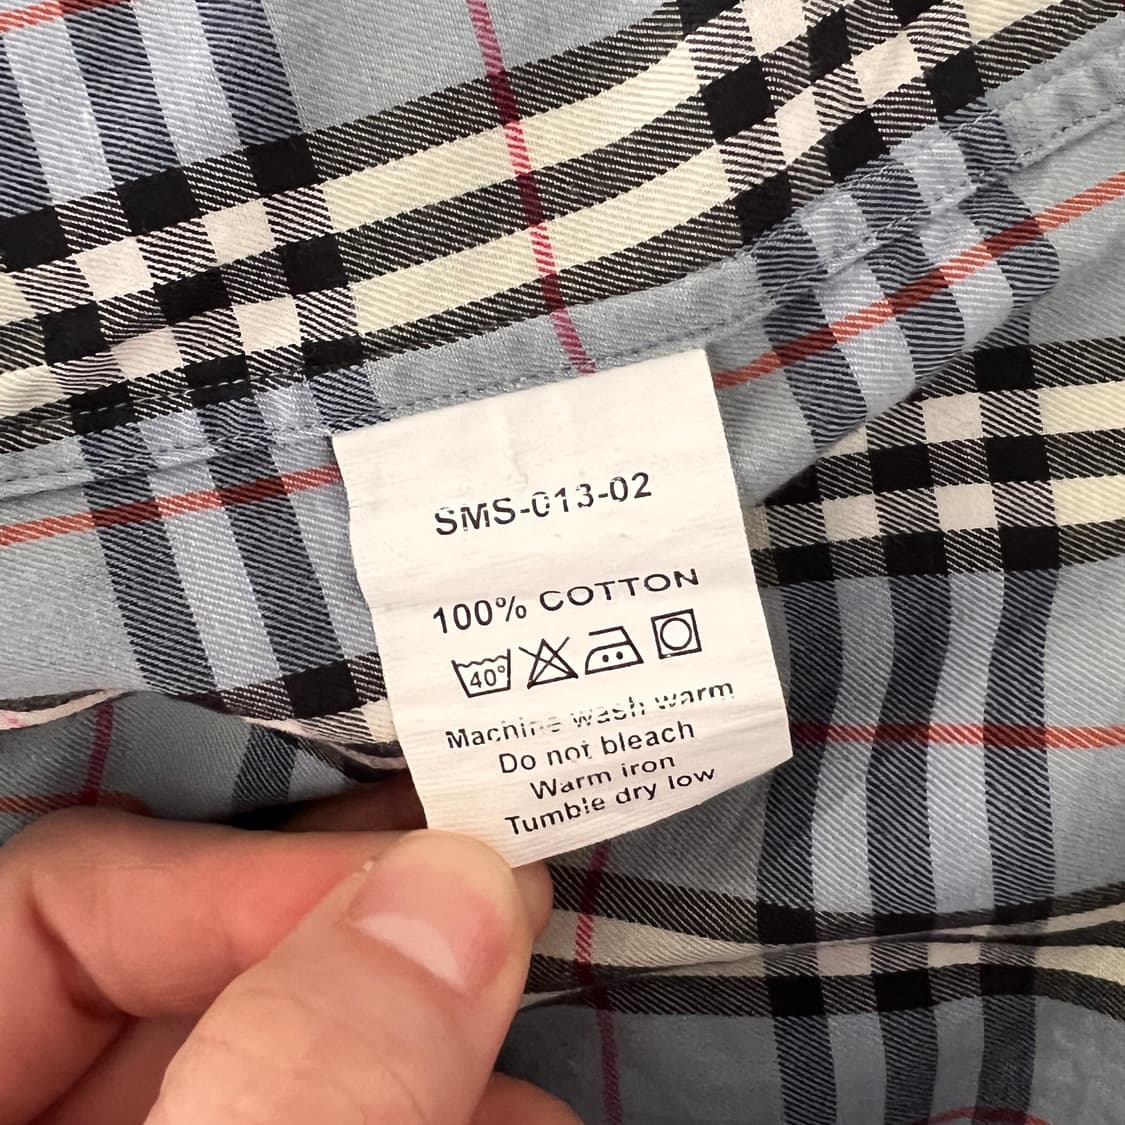 SMS-013-02
100% COTTON
40°
Machine wash warm
Do not bleach
Warm iron
Tumble dry low